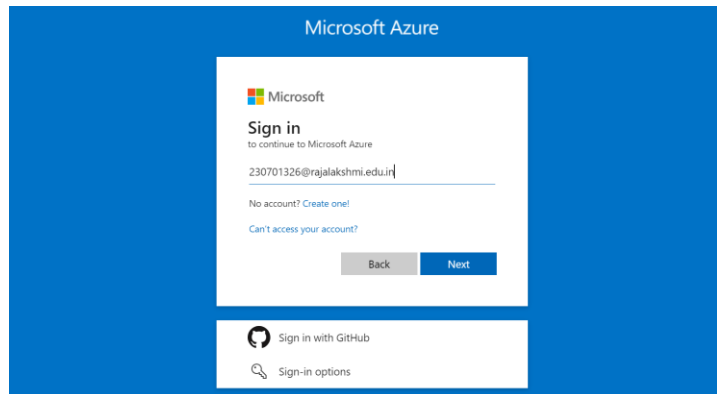 Microsoft Azure
Microsoft
Sign in
to continue to Microsoft Azure
230701326@rajalakshmi.edu.in
No account? Create one!
Can't access your account?
Back
Next
Sign in with GitHub
Sign-in options